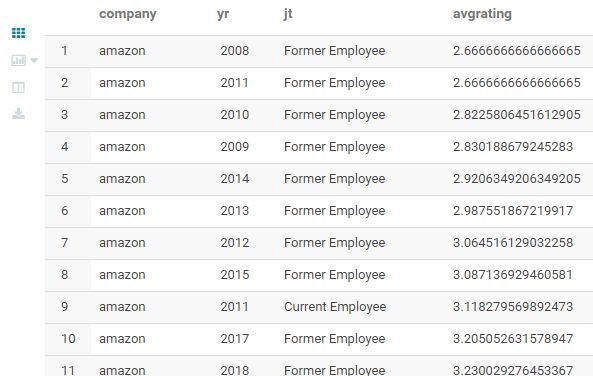 company yr jt avgrating
1 amazon 2008 Former Employee 2.6666666666666665
2 amazon 2011 Former Employee 2.6666666666666665
3 amazon 2010 Former Employee 2.8225806451612905
4 amazon 2009 Former Employee 2.830188679245283
5 amazon 2014 Former Employee 2.9206349206349205
6 amazon 2013 Former Employee 2.987551867219917
7 amazon 2012 Former Employee 3.064516129032258
8 amazon 2015 Former Employee 3.087136929460581
9 amazon 2011 Current Employee 3.118279569892473
10 amazon 2017 Former Employee 3.205052631578947
11 amazon 2018 Former Employee 3.230029276453367